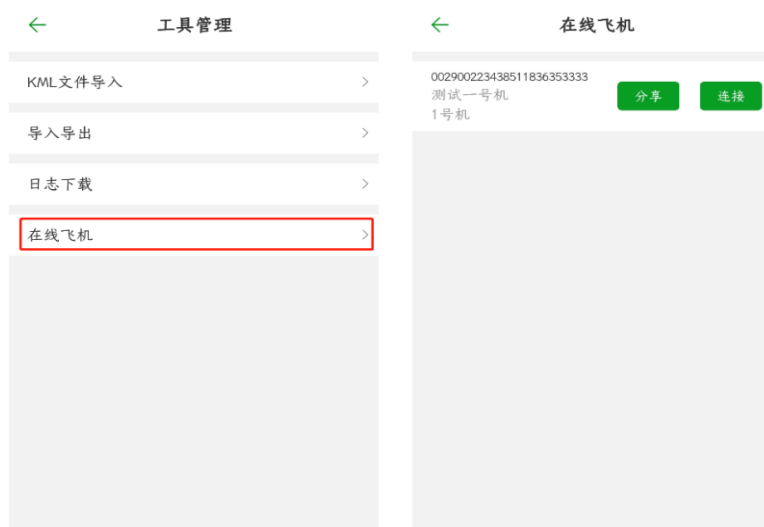 工具管理
KML文件导入
导入导出
日志下载
在线飞机
在线飞机
002900223438511836353333
测试一号机
1号机
分享
连接